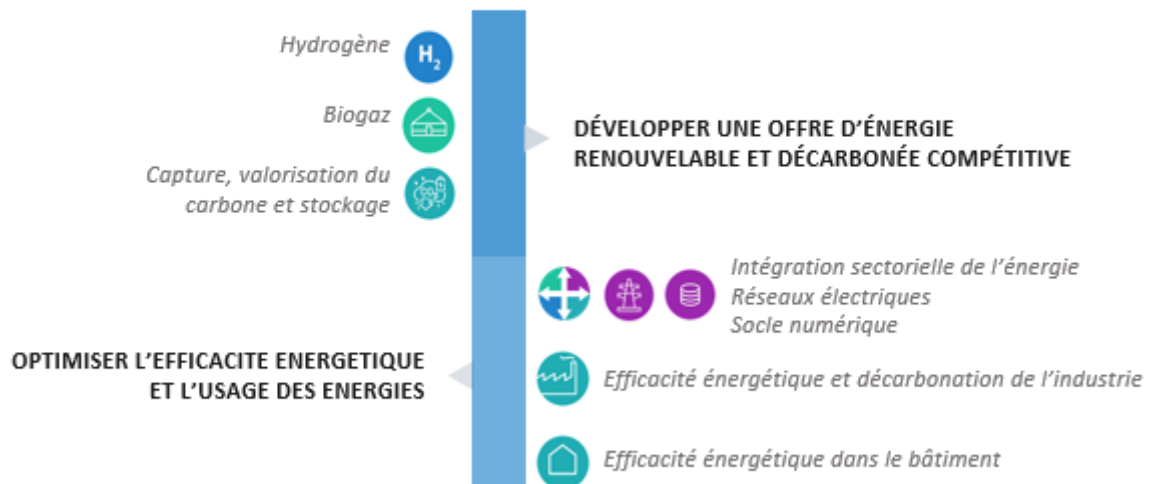 Hydrogène
H₂
Biogaz
Capture, valorisation du
carbone et stockage
DÉVELOPPER UNE OFFRE D'ÉNERGIE
RENOUVELABLE ET DÉCARBONÉE COMPÉTITIVE
Intégration sectorielle de l'énergie
Réseaux électriques
Socle numérique
OPTIMISER L'EFFICACITE ENERGETIQUE
ET L'USAGE DES ENERGIES
Efficacité énergétique et décarbonation de l'industrie
Efficacité énergétique dans le bâtiment